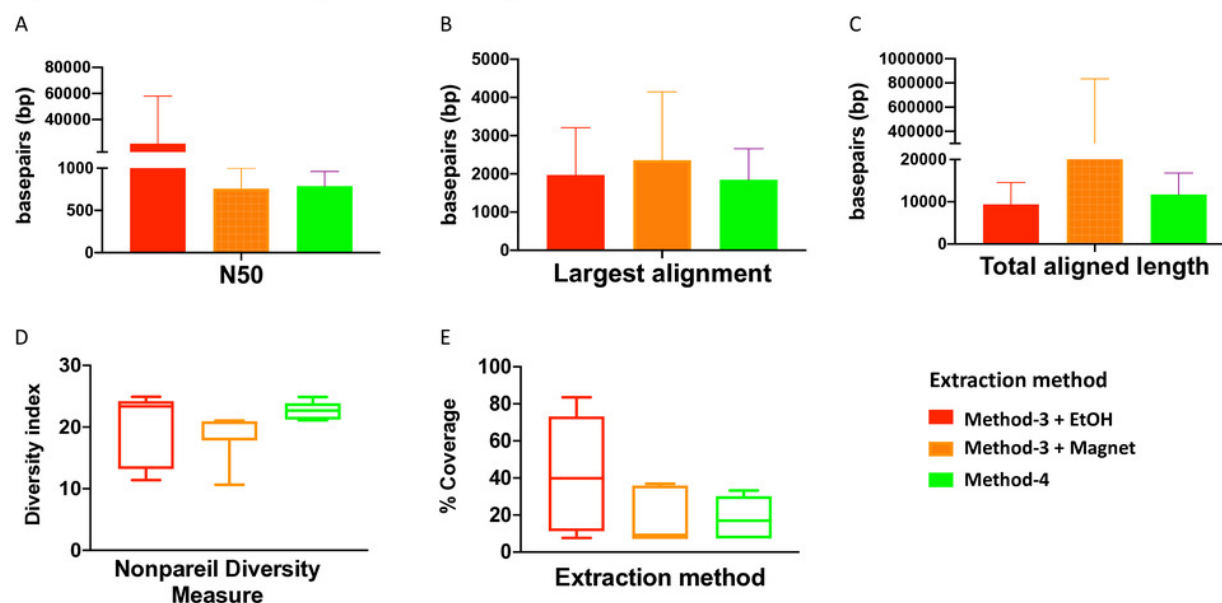 A
basepairs (bp)
80000
60000
40000
1000
500
0
N50
B
basepairs (bp)
5000
4000
3000
2000
1000
0
Largest alignment
C
basepairs (bp)
1000000
800000
600000
400000
20000
10000
0
Total aligned length
D
Diversity index
30
20
10
0
Nonpareil Diversity
Measure
E
% Coverage
100
80
60
40
20
0
Extraction method
Extraction method
Method-3 + EtOH
Method-3 + Magnet
Method-4